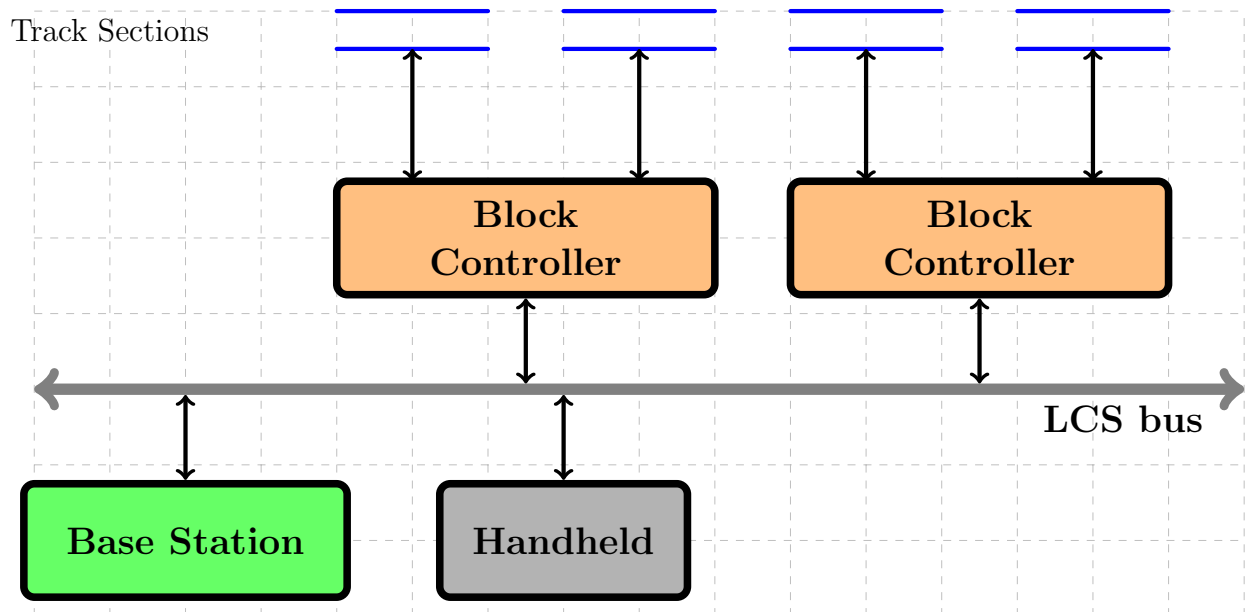 Track Sections
Block
Controller
Block
Controller
LCS bus
Base Station
Handheld